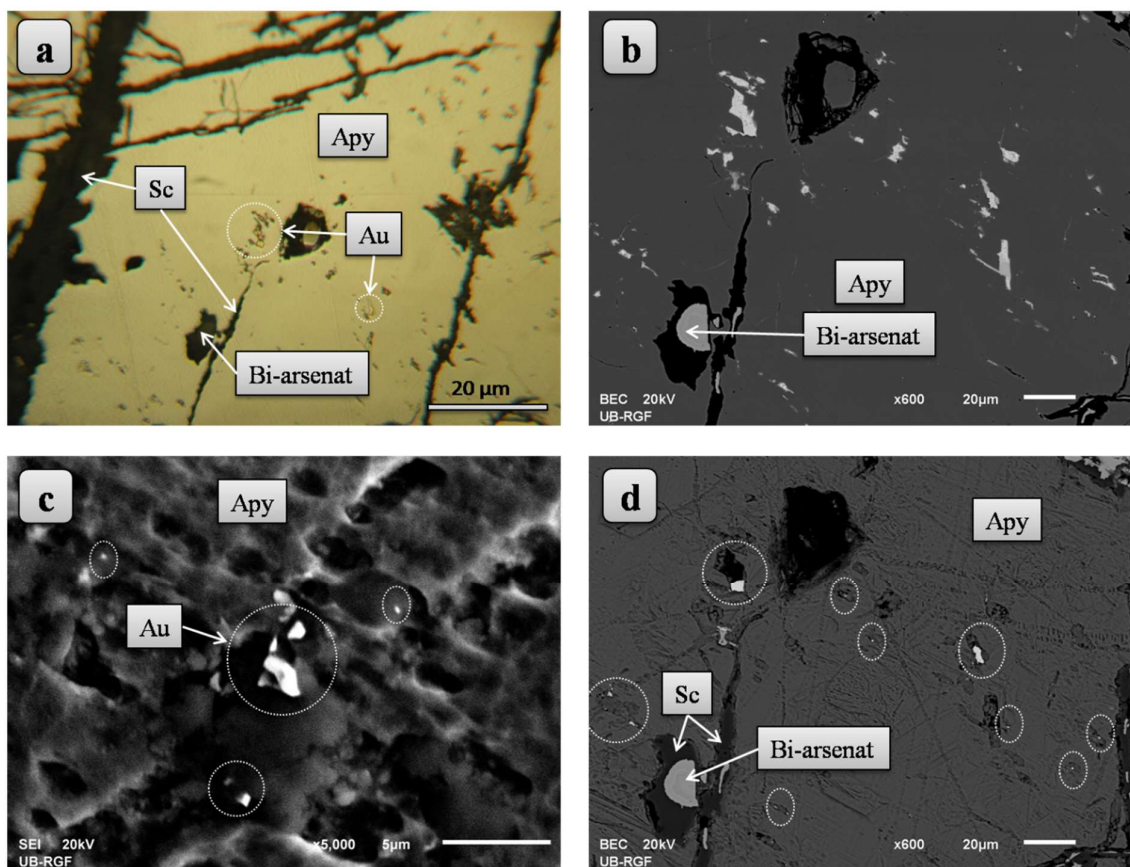 a
Apy
Sc
Au
Bi-arsenat
20 µm
b
Apy
Bi-arsenat
BEC 20kV x600 20µm
UB-RGF
c
Apy
Au
SEI 20kV x5,000 5µm
UB-RGF
d
Apy
Sc
Bi-arsenat
BEC 20kV x600 20µm
UB-RGF